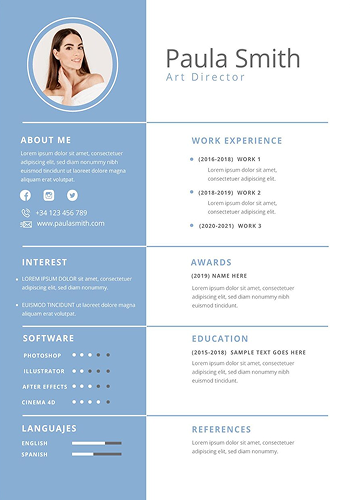 Paula Smith
Art Director
ABOUT ME
Lorem ipsum dolor sit amet, consectetuer
adipiscing elit, sed diam nonummy nibh
euismod tincidunt ut laoreet dolore magna
aliquam erat volutpat.
+34 123 456 789
www.paulasmith.com
INTEREST
LOREM IPSUM DOLOR sit amet, consectetuer
adipiscing elit, sed diam nonummy.
EUISMOD TINCIDUNT ut laoreet dolore magna
aliquam erat volutpat.
SOFTWARE
PHOTOSHOP
ILLUSTRATOR
AFTER EFFECTS
CINEMA 4D
LANGUAJES
ENGLISH
SPANISH
WORK EXPERIENCE
(2016-2018) WORK 1
Lorem ipsum dolor sit amet,
consectetuer adipiscing elit.
(2018-2019) WORK 2
Lorem ipsum dolor sit amet,
consectetuer adipiscing elit.
(2020-2021) WORK 3
AWARDS
(2019) NAME HERE
Lorem ipsum dolor sit amet,
consectetuer adipiscing elit.
EDUCATION
(2015-2018) SAMPLE TEXT GOES HERE
Lorem ipsum dolor sit amet, consectetuer
adipiscing elit, sed diam nonummy nibh
euismod tincidunt.
REFERENCES
Lorem ipsum dolor sit amet,
consectetuer adipiscing elit.